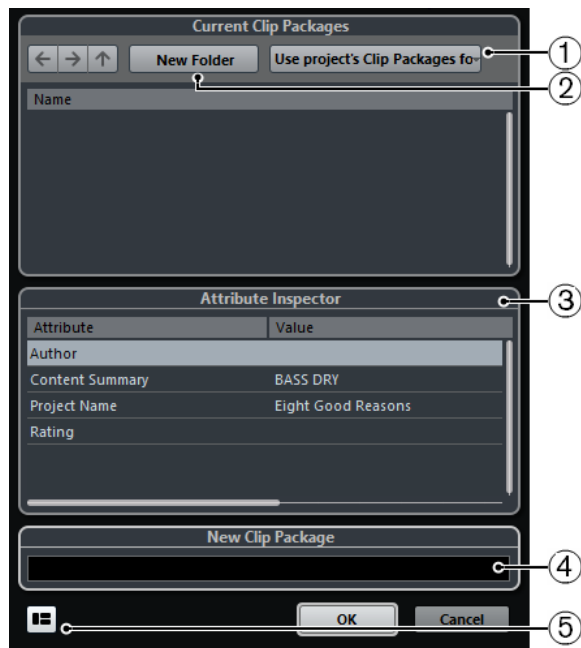 Current Clip Packages
New Folder
Use project's Clip Packages fo
①
②
Name
Attribute Inspector
③
Attribute Value
Author
Content Summary BASS DRY
Project Name Eight Good Reasons
Rating
New Clip Package
④
OK Cancel
⑤